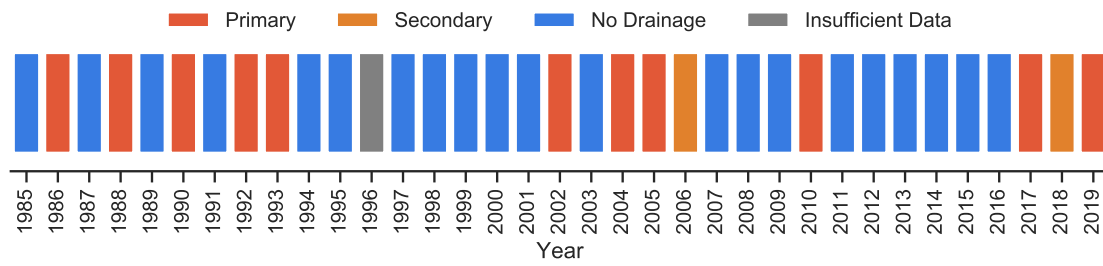 Primary Secondary No Drainage Insufficient Data
1985 1986 1987 1988 1989 1990 1991 1992 1993 1994 1995 1996 1997 1998 1999 2000 2001 2002 2003 2004 2005 2006 2007 2008 2009 2010 2011 2012 2013 2014 2015 2016 2017 2018 2019
Year